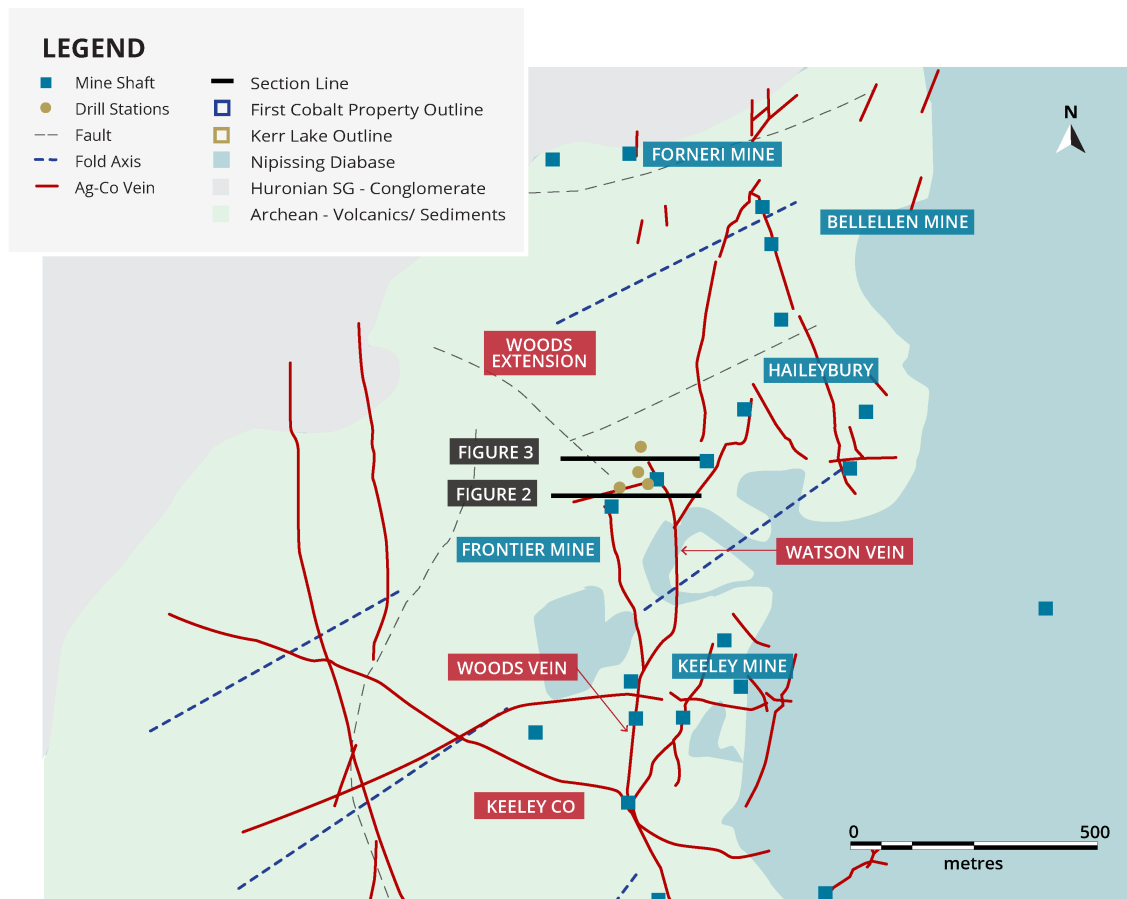 LEGEND
Mine Shaft
Drill Stations
Fault
Fold Axis
Ag-Co Vein
Section Line
First Cobalt Property Outline
Kerr Lake Outline
Nipissing Diabase
Huronian SG - Conglomerate
Archean - Volcanics/ Sediments
N
FORNERI MINE
BELLELLEN MINE
WOODS
EXTENSION
HAILEYBURY
FIGURE 3
FIGURE 2
FRONTIER MINE
WATSON VEIN
WOODS VEIN
KEELEY MINE
KEELEY CO
0 500
metres